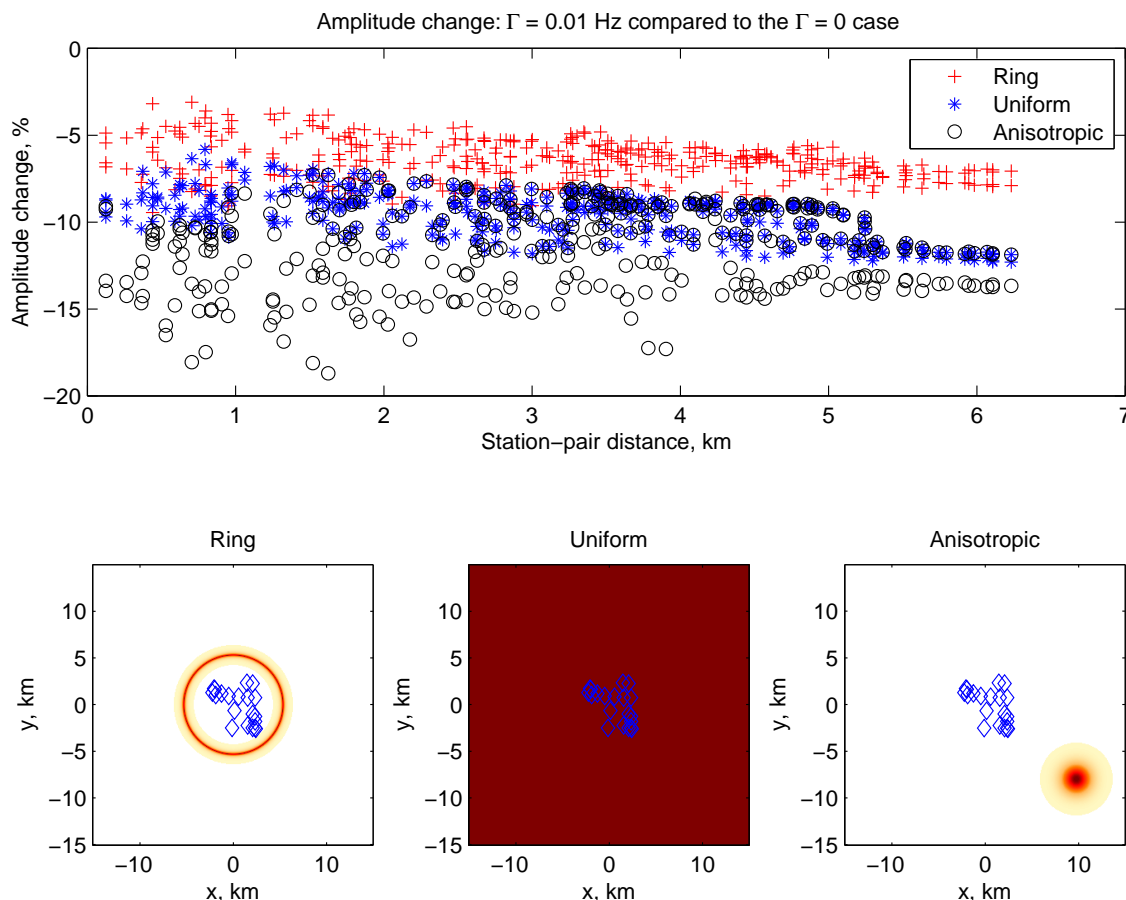 Amplitude change: Γ = 0.01 Hz compared to the Γ = 0 case
Amplitude change, %
0
−5
−10
−15
−20
0 1 2 3 4 5 6 7
Station−pair distance, km
Ring
Uniform
Anisotropic
Ring
y, km
10
5
0
−5
−10
−15
−10 0 10
x, km
Uniform
y, km
10
5
0
−5
−10
−15
−10 0 10
x, km
Anisotropic
y, km
10
5
0
−5
−10
−15
−10 0 10
x, km